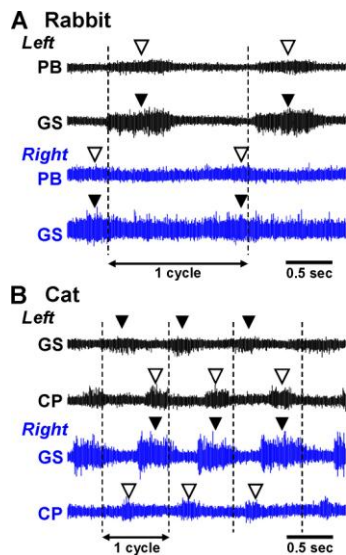 A Rabbit
Left
PB
GS
Right
PB
GS
1 cycle
0.5 sec
B Cat
Left
GS
CP
Right
GS
CP
1 cycle
0.5 sec